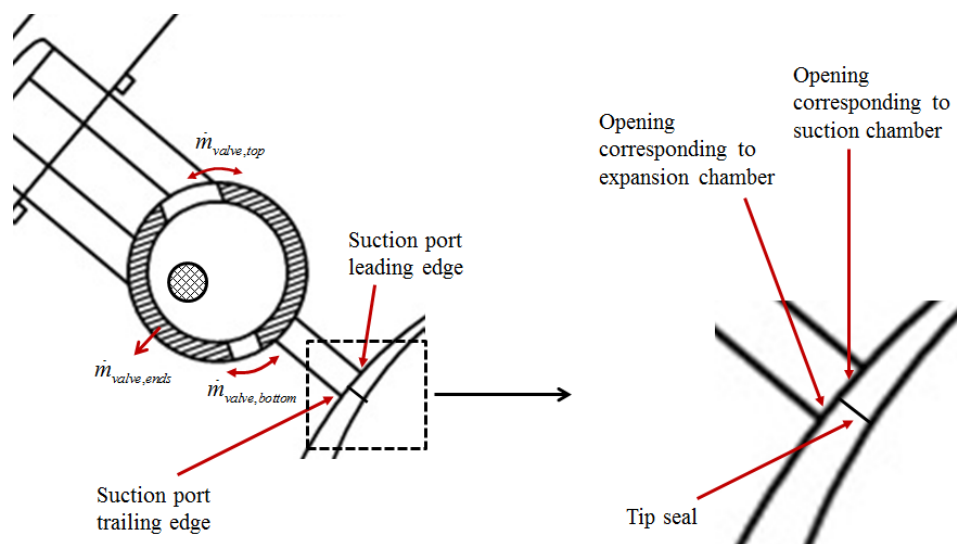 ṁvalve,top
Suction port
leading edge
ṁvalve,ends
ṁvalve,bottom
Suction port
trailing edge
Opening
corresponding to
expansion chamber
Opening
corresponding to
suction chamber
Tip seal